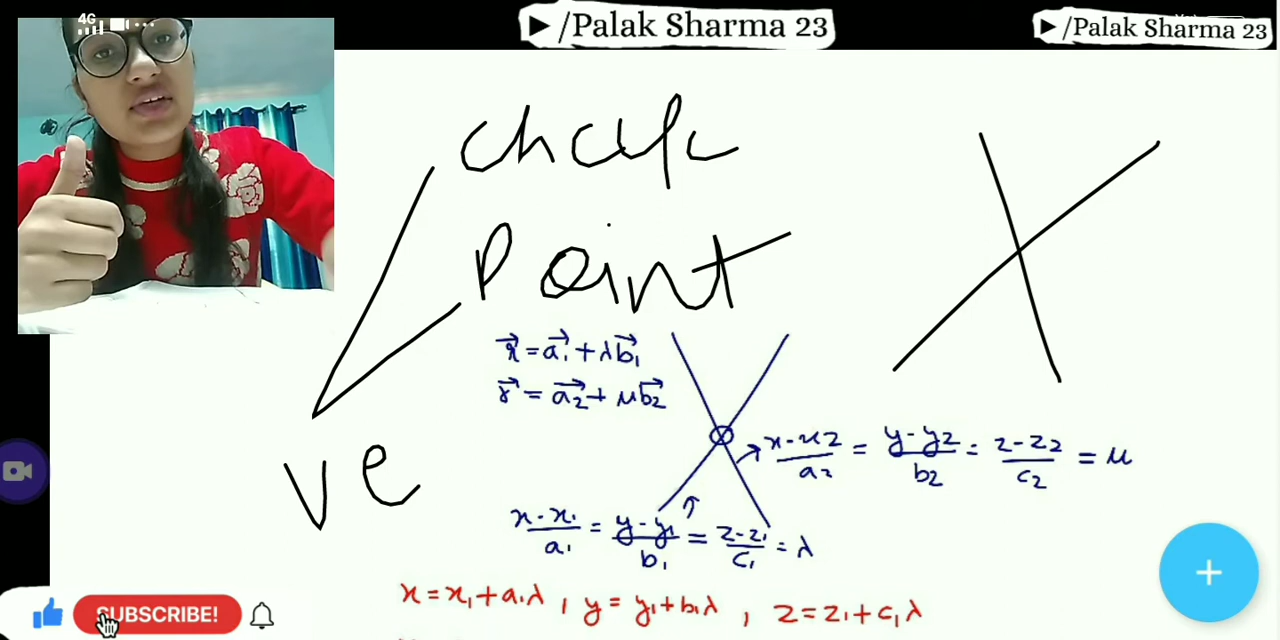 4G
▶/Palak Sharma 23
▶/Palak Sharma 23
Point
ve
r⃗ = a⃗₁ + λb⃗₁
r⃗ = a⃗₂ + μb⃗₂
(x - x₂)/a₂ = (y - y₂)/b₂ = (z - z₂)/c₂ = μ
(x - x₁)/a₁ = (y - y₁)/b₁ = (z - z₁)/c₁ = λ
x = x₁ + a₁λ , y = y₁ + b₁λ , z = z₁ + c₁λ
SUBSCRIBE!